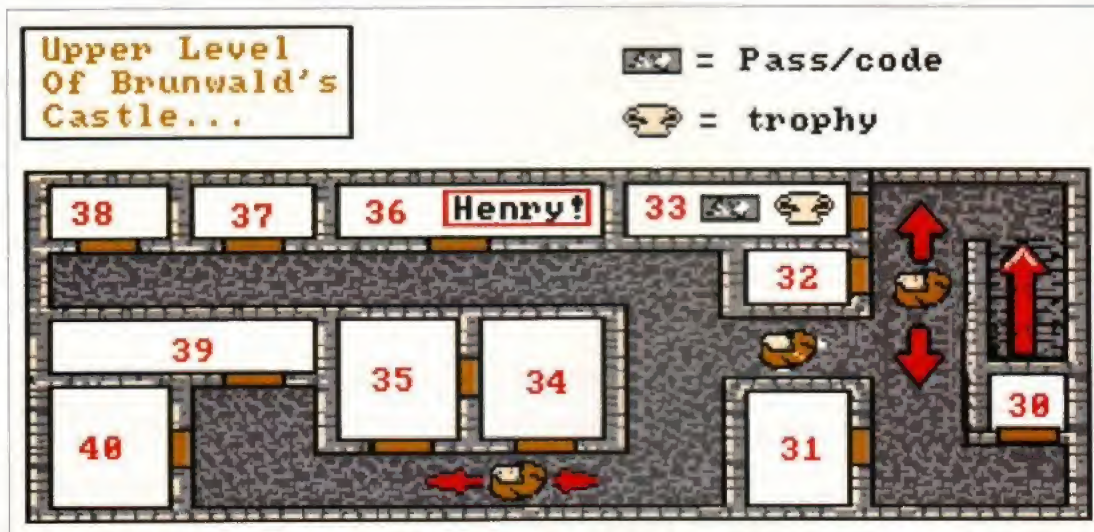 Upper Level
Of Brunwald's
Castle...
= Pass/code
= trophy
38
37
36 Henry!
33
32
39
35
34
30
40
31